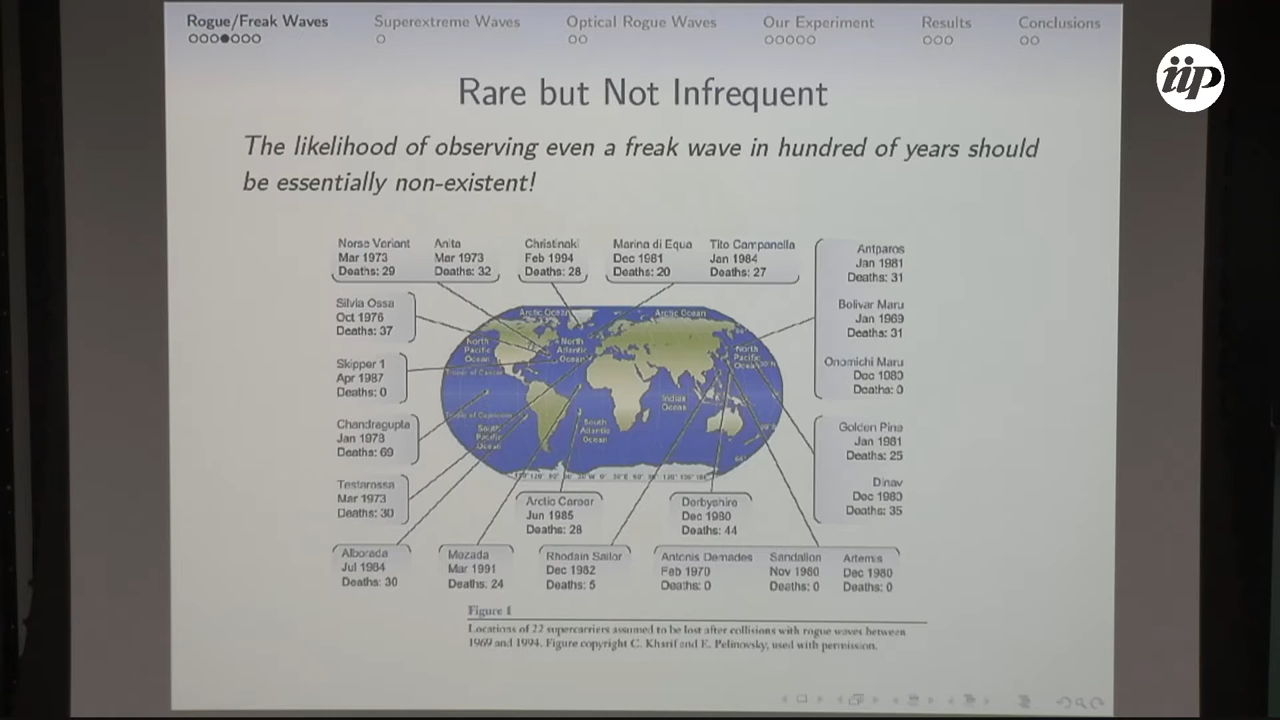 Rogue/Freak Waves Superextreme Waves Optical Rogue Waves Our Experiment Results Conclusions
iip
Rare but Not Infrequent
The likelihood of observing even a freak wave in hundred of years should
be essentially non-existent!
Norse Variant
Mar 1973
Deaths: 29
Anita
Mar 1973
Deaths: 32
Christinaki
Feb 1994
Deaths: 28
Marina di Equa
Dec 1981
Deaths: 20
Tito Campanella
Jan 1984
Deaths: 27
Antparos
Jan 1981
Deaths: 31
Bolivar Maru
Jan 1969
Deaths: 31
Onomichi Maru
Dec 1980
Deaths: 0
Silvia Ossa
Oct 1976
Deaths: 37
Skipper 1
Apr 1987
Deaths: 0
Chandragupta
Jan 1978
Deaths: 69
Testarossa
Mar 1973
Deaths: 30
Golden Pine
Jan 1981
Deaths: 25
Dinav
Dec 1980
Deaths: 35
Arctic Ocean
Arctic Ocean
North
Pacific
Ocean
North
Atlantic
Ocean
North
Pacific
Ocean
Tropic of Cancer
Indian
Ocean
Tropic of Capricorn
South
Pacific
Ocean
South
Atlantic
Ocean
Arctic Career
Jun 1985
Deaths: 28
Derbyshire
Dec 1980
Deaths: 44
Alborada
Jul 1984
Deaths: 30
Mezada
Mar 1991
Deaths: 24
Rhodain Sailor
Dec 1982
Deaths: 5
Antonis Demades
Feb 1970
Deaths: 0
Sandalion
Nov 1980
Deaths: 0
Artemis
Dec 1980
Deaths: 0
Figure 1
Locations of 22 supercarriers assumed to be lost after collisions with rogue waves between
1969 and 1994. Figure copyright C. Kharif and E. Pelinovsky, used with permission.